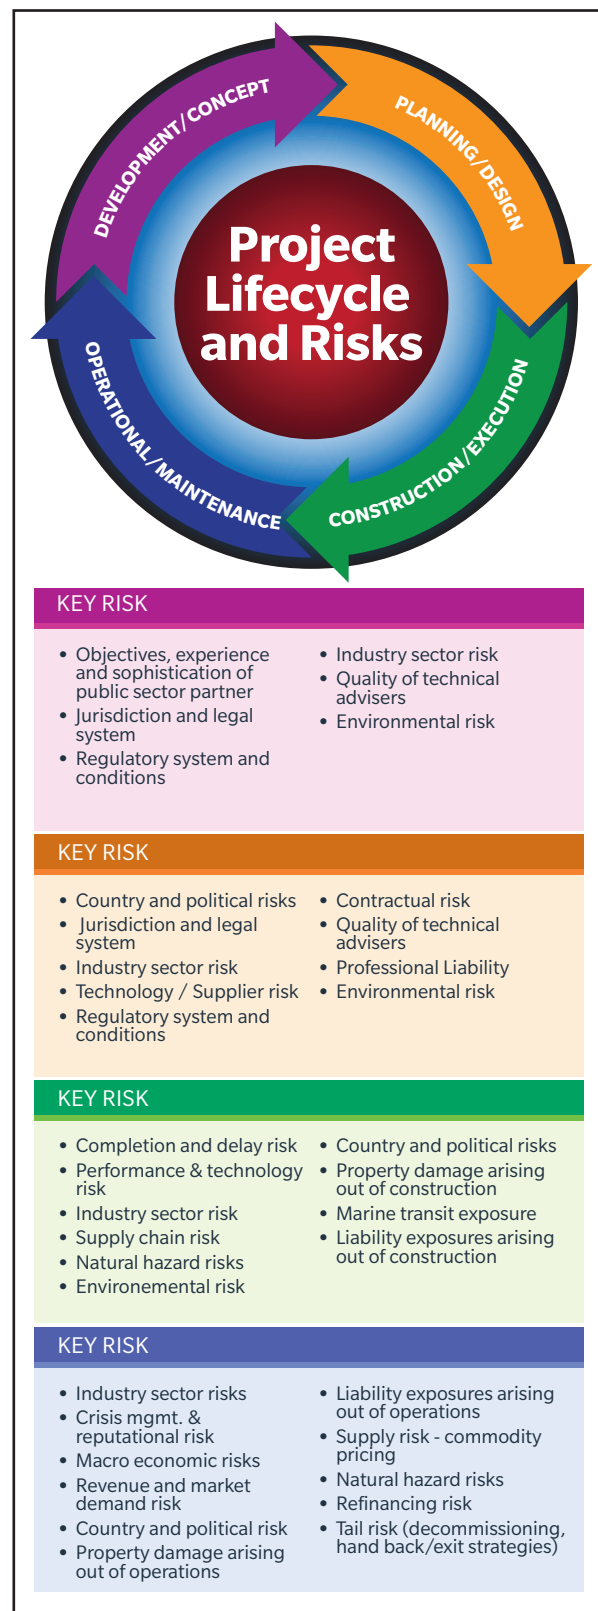 DEVELOPMENT/CONCEPT
PLANNING/DESIGN
Project
Lifecycle
and Risks
CONSTRUCTION/EXECUTION
OPERATIONAL/MAINTENANCE
KEY RISK
• Objectives, experience
and sophistication of
public sector partner
• Jurisdiction and legal
system
• Regulatory system and
conditions
• Industry sector risk
• Quality of technical
advisers
• Environmental risk
KEY RISK
• Country and political risks
• Jurisdiction and legal
system
• Industry sector risk
• Technology / Supplier risk
• Regulatory system and
conditions
• Contractual risk
• Quality of technical
advisers
• Professional Liability
• Environmental risk
KEY RISK
• Completion and delay risk
• Performance & technology
risk
• Industry sector risk
• Supply chain risk
• Natural hazard risks
• Environemental risk
• Country and political risks
• Property damage arising
out of construction
• Marine transit exposure
• Liability exposures arising
out of construction
KEY RISK
• Industry sector risks
• Crisis mgmt. &
reputational risk
• Macro economic risks
• Revenue and market
demand risk
• Country and political risk
• Property damage arising
out of operations
• Liability exposures arising
out of operations
• Supply risk - commodity
pricing
• Natural hazard risks
• Refinancing risk
• Tail risk (decommissioning,
hand back/exit strategies)